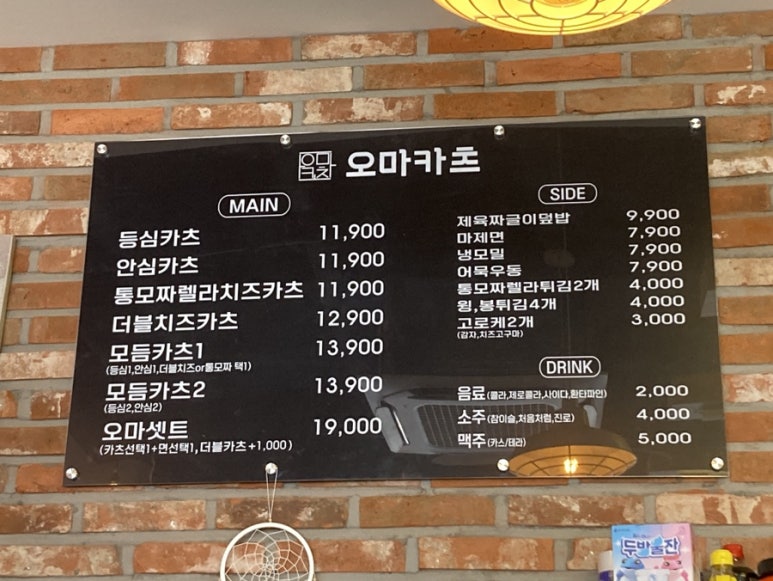 오마카츠
오마카츠
MAIN
등심카츠 11,900
안심카츠 11,900
통모짜렐라치즈카츠 11,900
더블치즈카츠 12,900
모듬카츠1 13,900
(등심1,안심1,더블치즈or통모짜 택1)
모듬카츠2 13,900
(등심2,안심2)
오마셋트 19,000
(카츠선택1+면선택1, 더블카츠+1,000)
SIDE
제육짜글이덮밥 9,900
마제면 7,900
냉모밀 7,900
어묵우동 7,900
통모짜렐라튀김2개 4,000
윙,봉튀김4개 4,000
고로케2개 3,000
(감자,치즈고구마)
DRINK
음료(콜라,제로콜라,사이다,환타파인) 2,000
소주(참이슬,처음처럼,진로) 4,000
맥주(카스/테라) 5,000
두방울잔